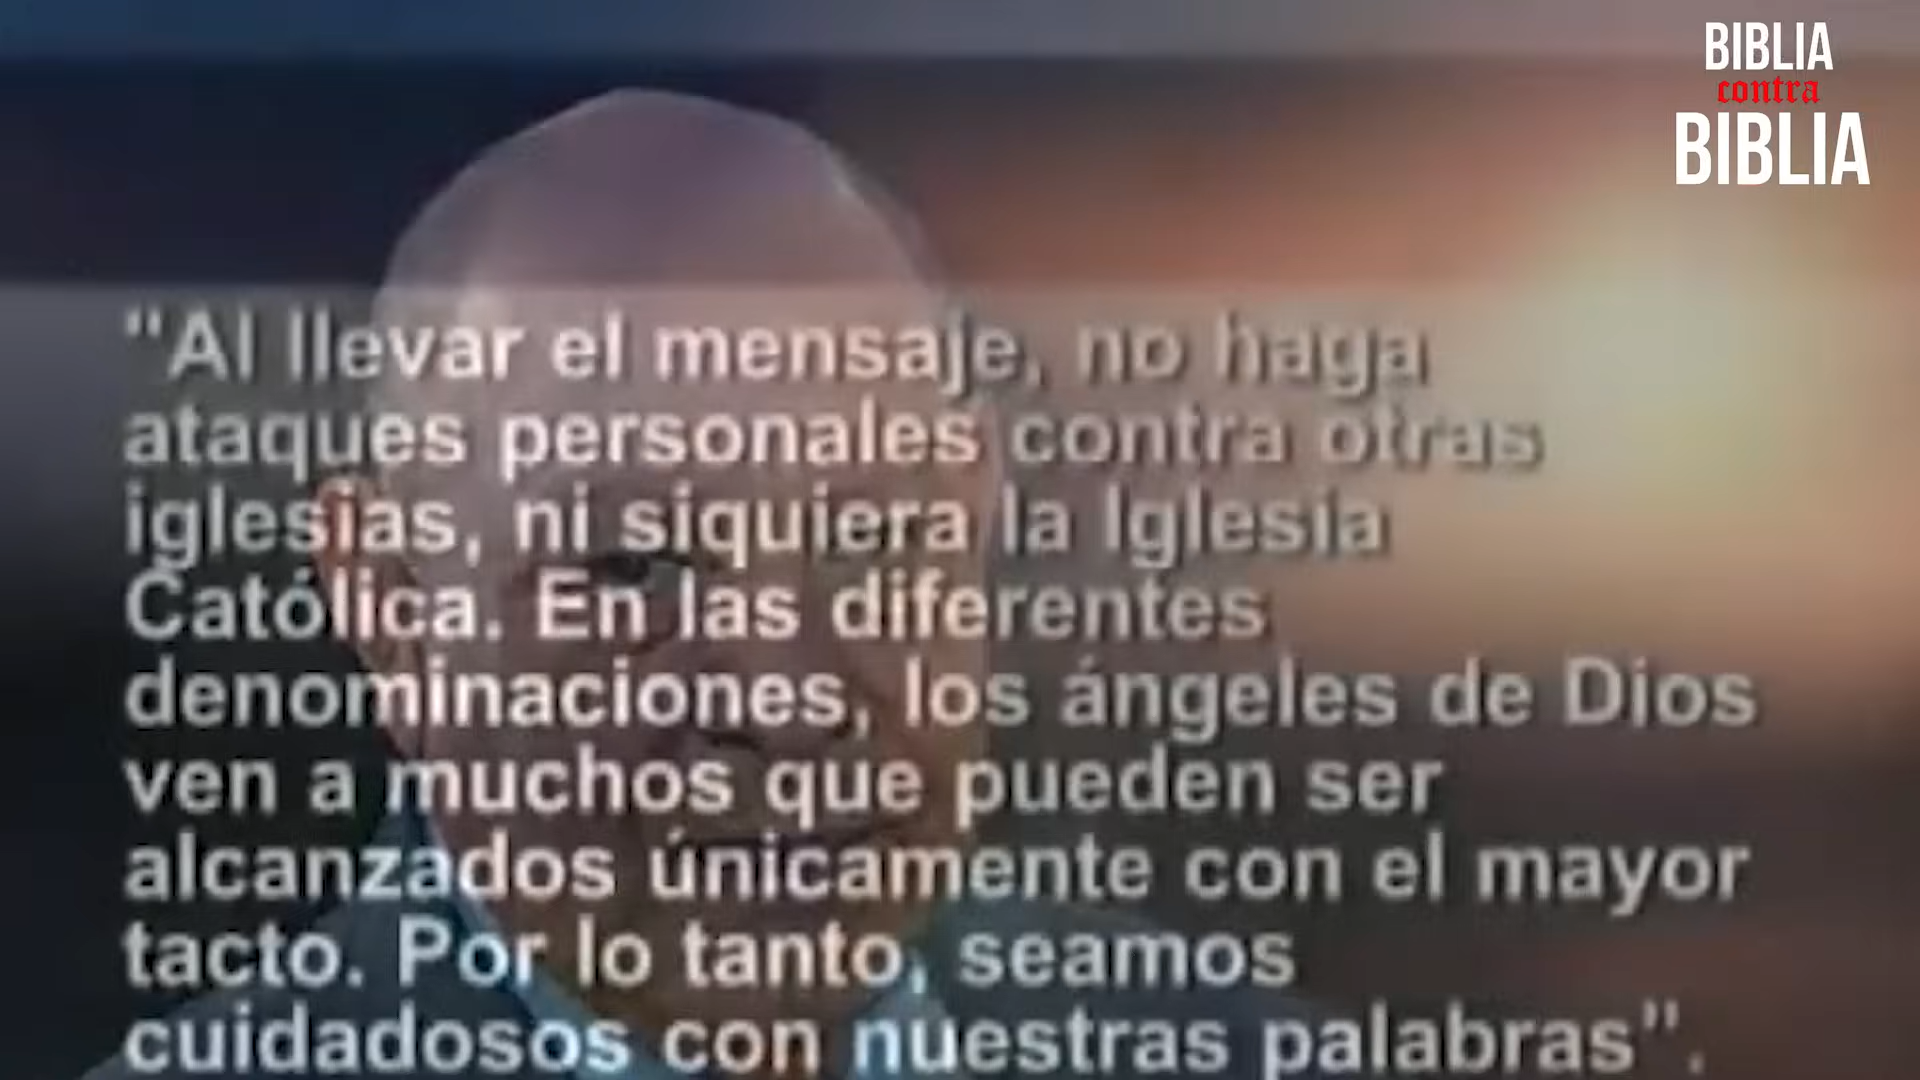 BIBLIA
contra
BIBLIA
"Al llevar el mensaje, no haga
ataques personales contra otras
iglesias, ni siquiera la Iglesia
Católica. En las diferentes
denominaciones, los ángeles de Dios
ven a muchos que pueden ser
alcanzados únicamente con el mayor
tacto. Por lo tanto, seamos
cuidadosos con nuestras palabras".